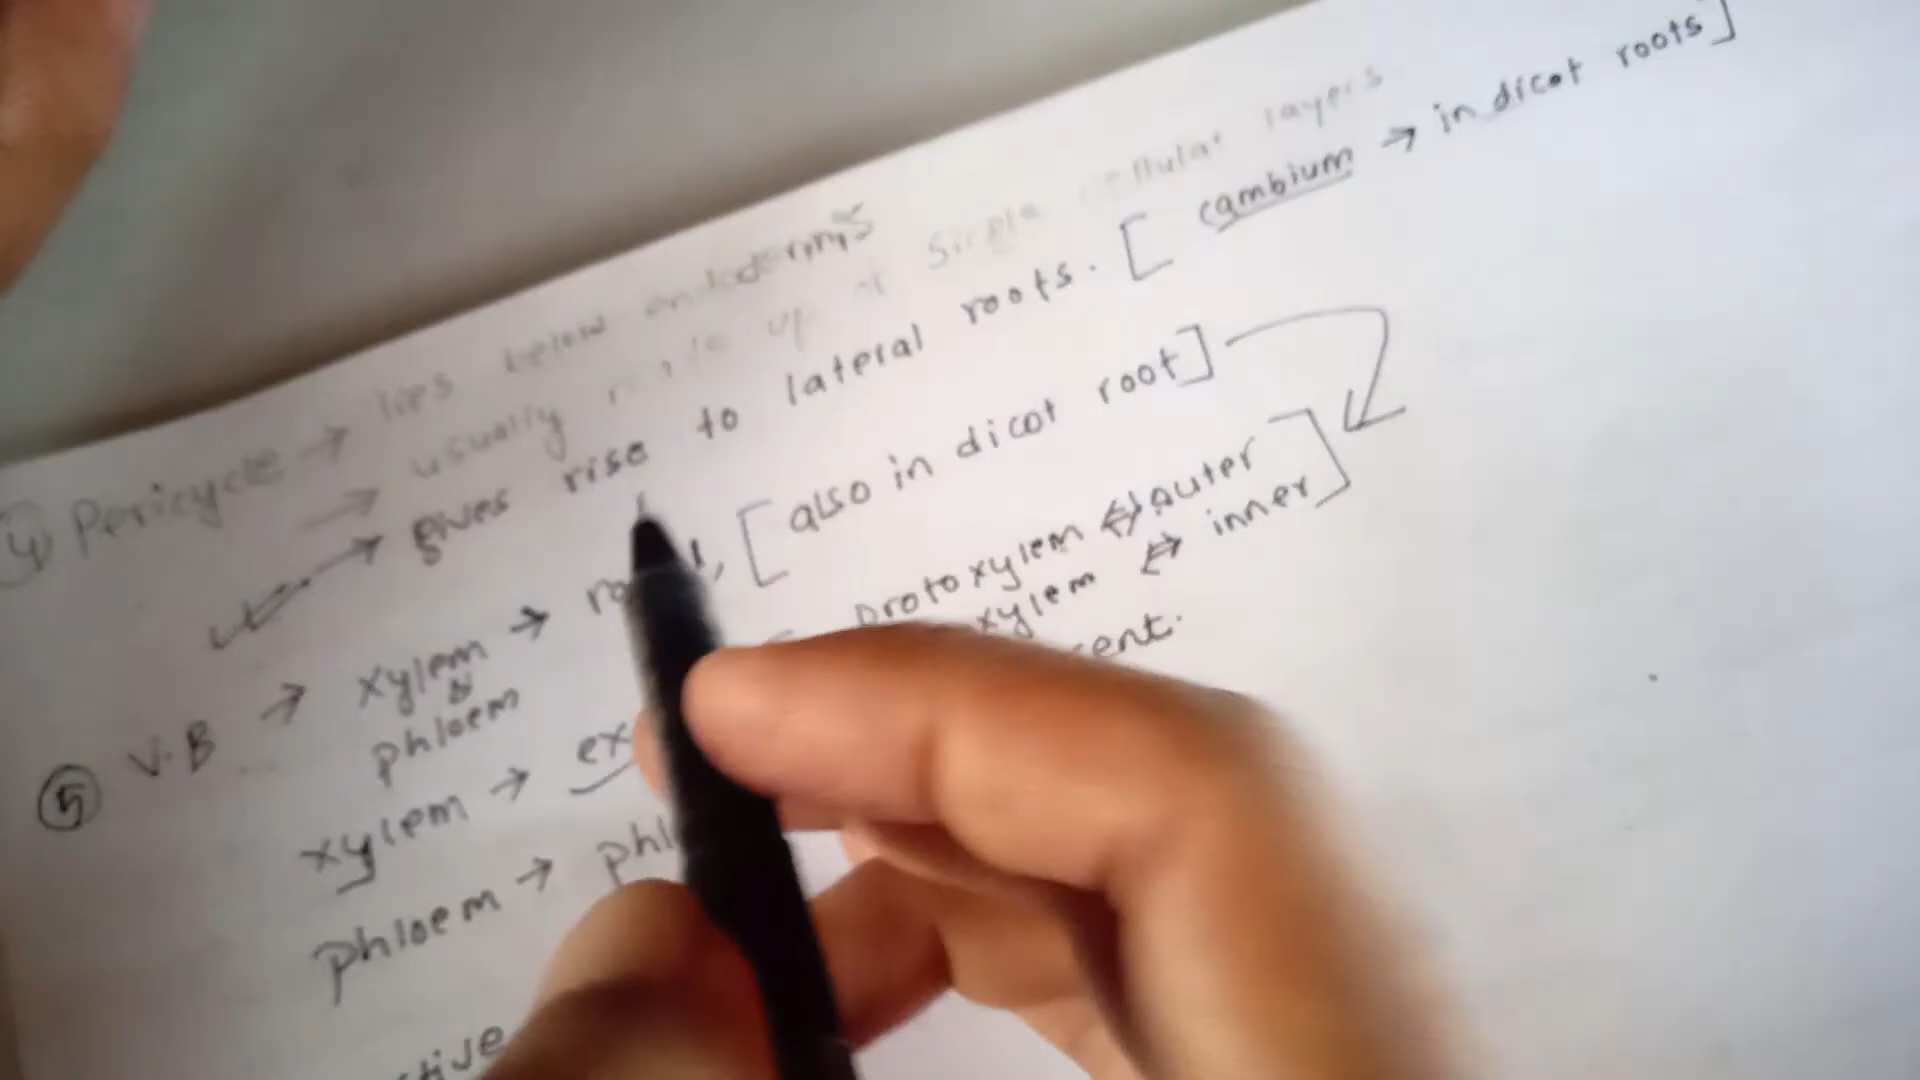 4) Pericycle → lies below endodermis
→ usually made up of single cellular layers
→ gives rise to lateral roots. [cambium → in dicot roots]
5 V.B → xylem & phloem → [also in dicot root]
xylem → protoxylem ⇔ outer
xylem ⇔ inner]
phloem →